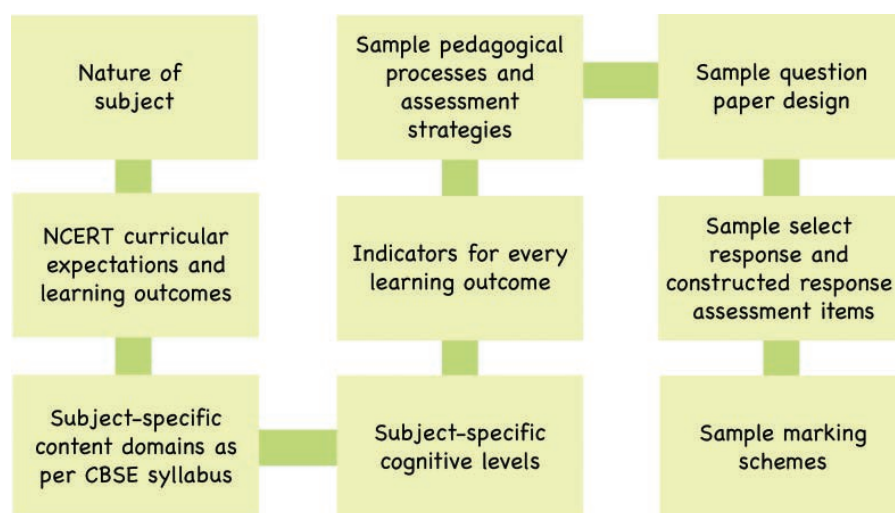 Nature of
subject
NCERT curricular
expectations and
learning outcomes
Subject-specific
content domains as
per CBSE syllabus
Subject-specific
cognitive levels
Indicators for every
learning outcome
Sample pedagogical
processes and
assessment
strategies
Sample question
paper design
Sample select
response and
constructed response
assessment items
Sample marking
schemes